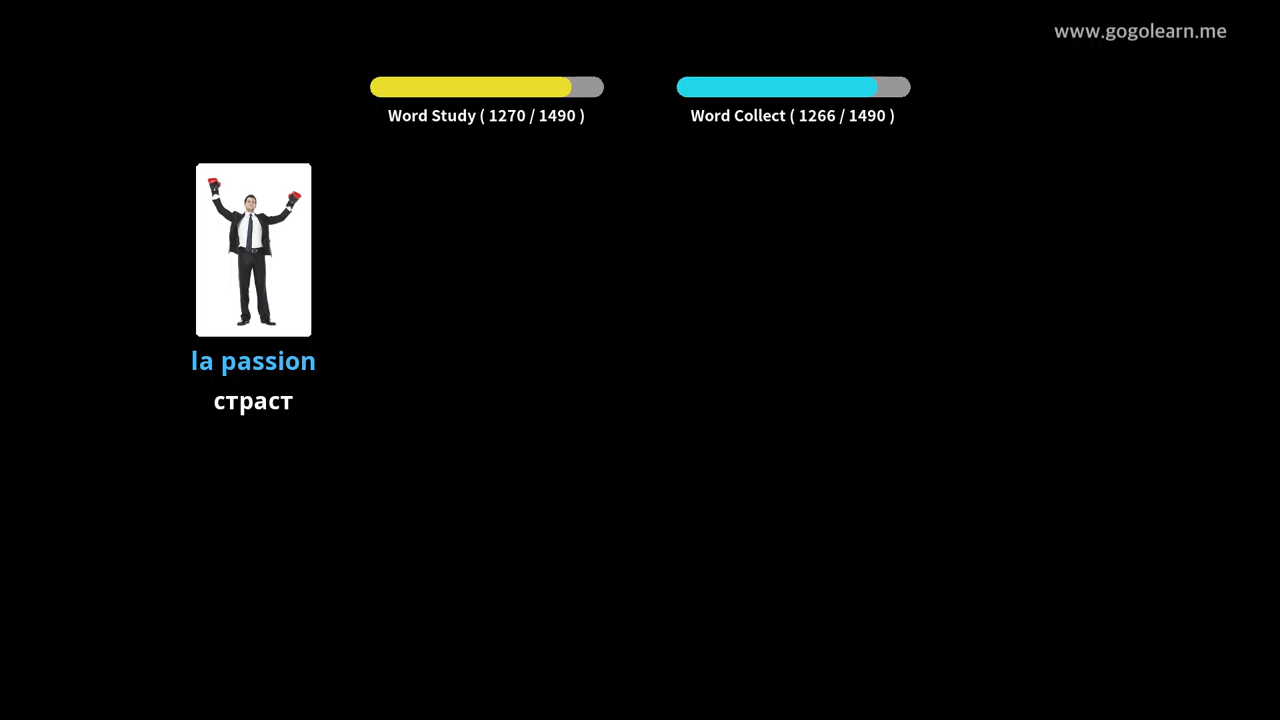 www.gogolearn.me
Word Study ( 1270 / 1490 )
Word Collect ( 1266 / 1490 )
la passion
страст